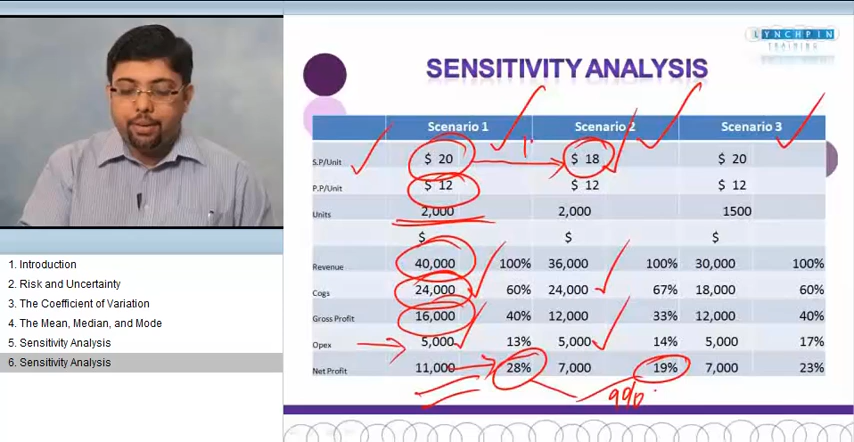 LYNCHPIN
TRAINING
SENSITIVITY ANALYSIS
Scenario 1 Scenario 2 Scenario 3
S.P/Unit $ 20 $ 18 $ 20
P.P/Unit $ 12 $ 12 $ 12
Units 2,000 2,000 1500
$ $ $
Revenue 40,000 100% 36,000 100% 30,000 100%
Cogs 24,000 60% 24,000 67% 18,000 60%
Gross Profit 16,000 40% 12,000 33% 12,000 40%
Opex 5,000 13% 5,000 14% 5,000 17%
Net Profit 11,000 28% 7,000 19% 7,000 23%
9%
1. Introduction
2. Risk and Uncertainty
3. The Coefficient of Variation
4. The Mean, Median, and Mode
5. Sensitivity Analysis
6. Sensitivity Analysis